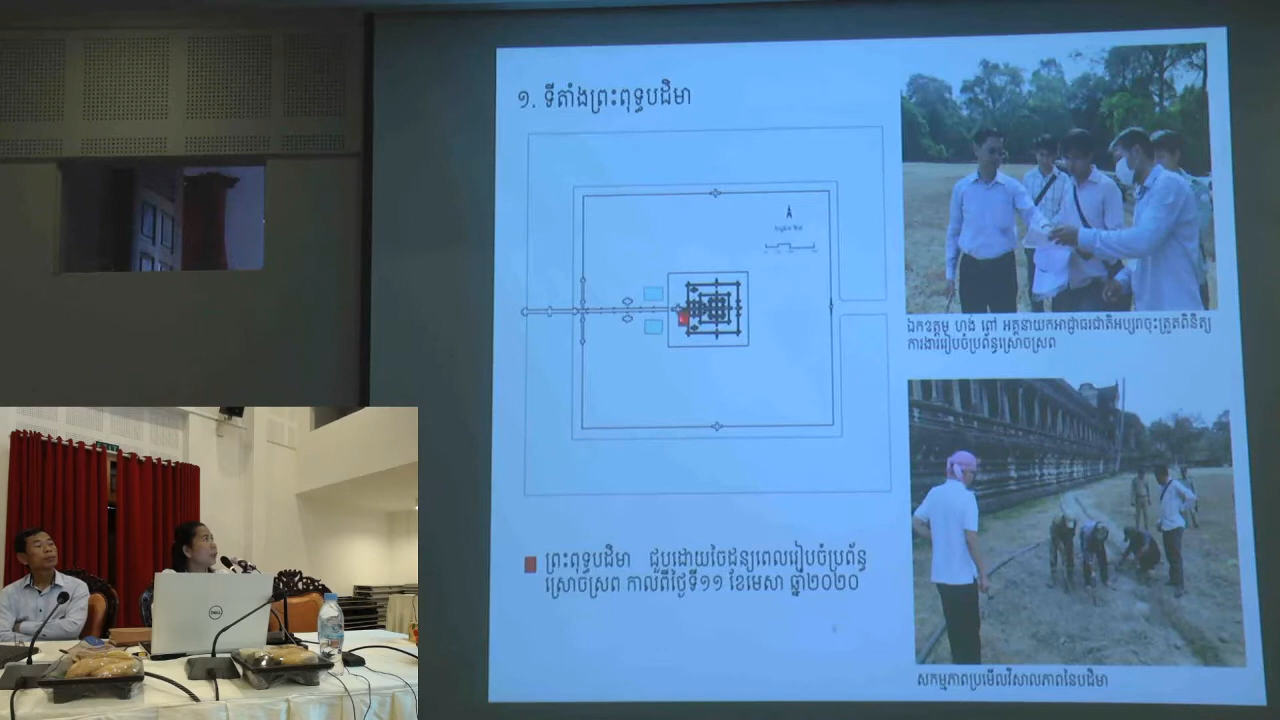 ១. ទីតាំងព្រះពុទ្ធបដិមា
ព្រះពុទ្ធបដិមា ជួបដោយចៃដន្យពេលរៀបចំប្រព័ន្ធ
ស្រោចស្រព កាលពីថ្ងៃទី១១ ខែមេសា ឆ្នាំ២០២០
ឯកឧត្តម ហង់ ពៅ អគ្គនាយកអាជ្ញាធរជាតិអប្សរាចុះត្រួតពិនិត្យ
ការងាររៀបចំប្រព័ន្ធស្រោចស្រព
សកម្មភាពប្រមើលវិសាលភាពនៃបដិមា
DELL